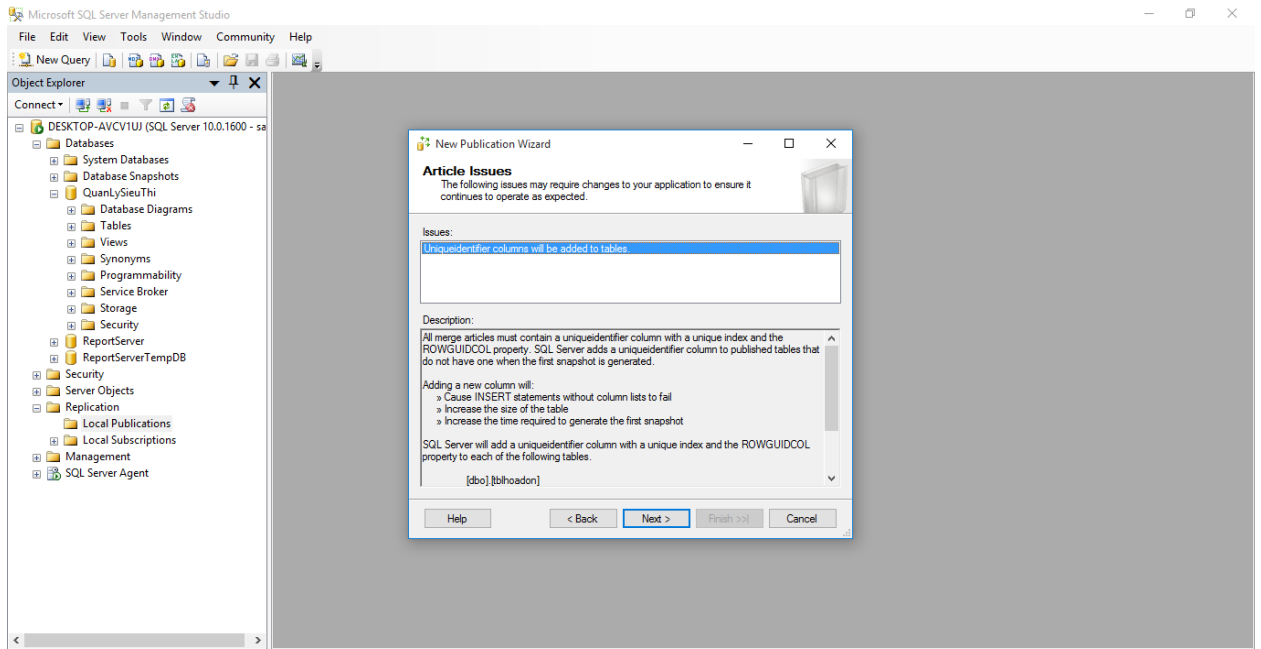 Microsoft SQL Server Management Studio
File Edit View Tools Window Community Help
New Query
Object Explorer
Connect
DESKTOP-AVCV1UJ (SQL Server 10.0.1600 - sa
Databases
System Databases
Database Snapshots
QuanLySieuThi
Database Diagrams
Tables
Views
Synonyms
Programmability
Service Broker
Storage
Security
ReportServer
ReportServerTempDB
Security
Server Objects
Replication
Local Publications
Local Subscriptions
Management
SQL Server Agent
New Publication Wizard
Article Issues
The following issues may require changes to your application to ensure it
continues to operate as expected.
Issues:
Uniqueidentifier columns will be added to tables.
Description:
All merge articles must contain a uniqueidentifier column with a unique index and the
ROWGUIDCOL property. SQL Server adds a uniqueidentifier column to published tables that
do not have one when the first snapshot is generated.
Adding a new column will:
» Cause INSERT statements without column lists to fail
» Increase the size of the table
» Increase the time required to generate the first snapshot
SQL Server will add a uniqueidentifier column with a unique index and the ROWGUIDCOL
property to each of the following tables.
[dbo].[tblhoadon]
Help
< Back
Next >
Finish >>|
Cancel